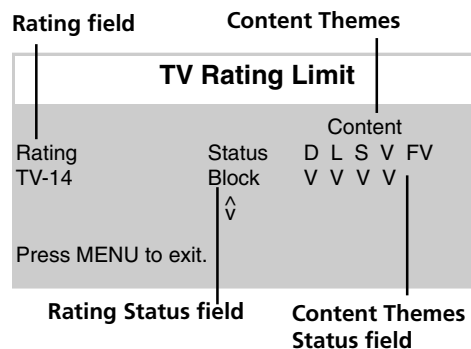 Rating field
Content Themes
TV Rating Limit
Content
Rating Status D L S V FV
TV-14 Block V V V V
Press MENU to exit.
Rating Status field
Content Themes
Status field